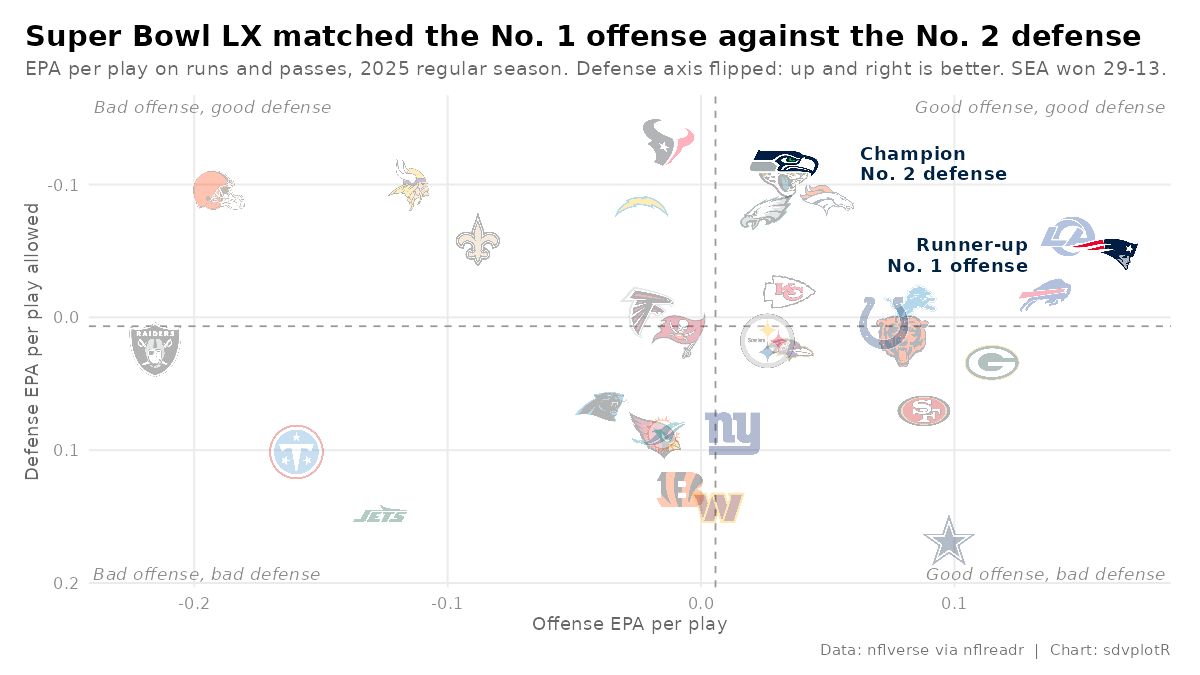 Super Bowl LX matched the No. 1 offense against the No. 2 defense
EPA per play on runs and passes, 2025 regular season. Defense axis flipped: up and right is better. SEA won 29-13.
Bad offense, good defense
Good offense, good defense
Champion
No. 2 defense
Runner-up
No. 1 offense
Defense EPA per play allowed
-0.1
0.0
0.1
0.2
RAIDERS
Steelers
KC
SF
G
ny
T
JETS
B
W
Bad offense, bad defense
Good offense, bad defense
-0.2
-0.1
0.0
0.1
Offense EPA per play
Data: nflverse via nflreadr | Chart: sdvplotR